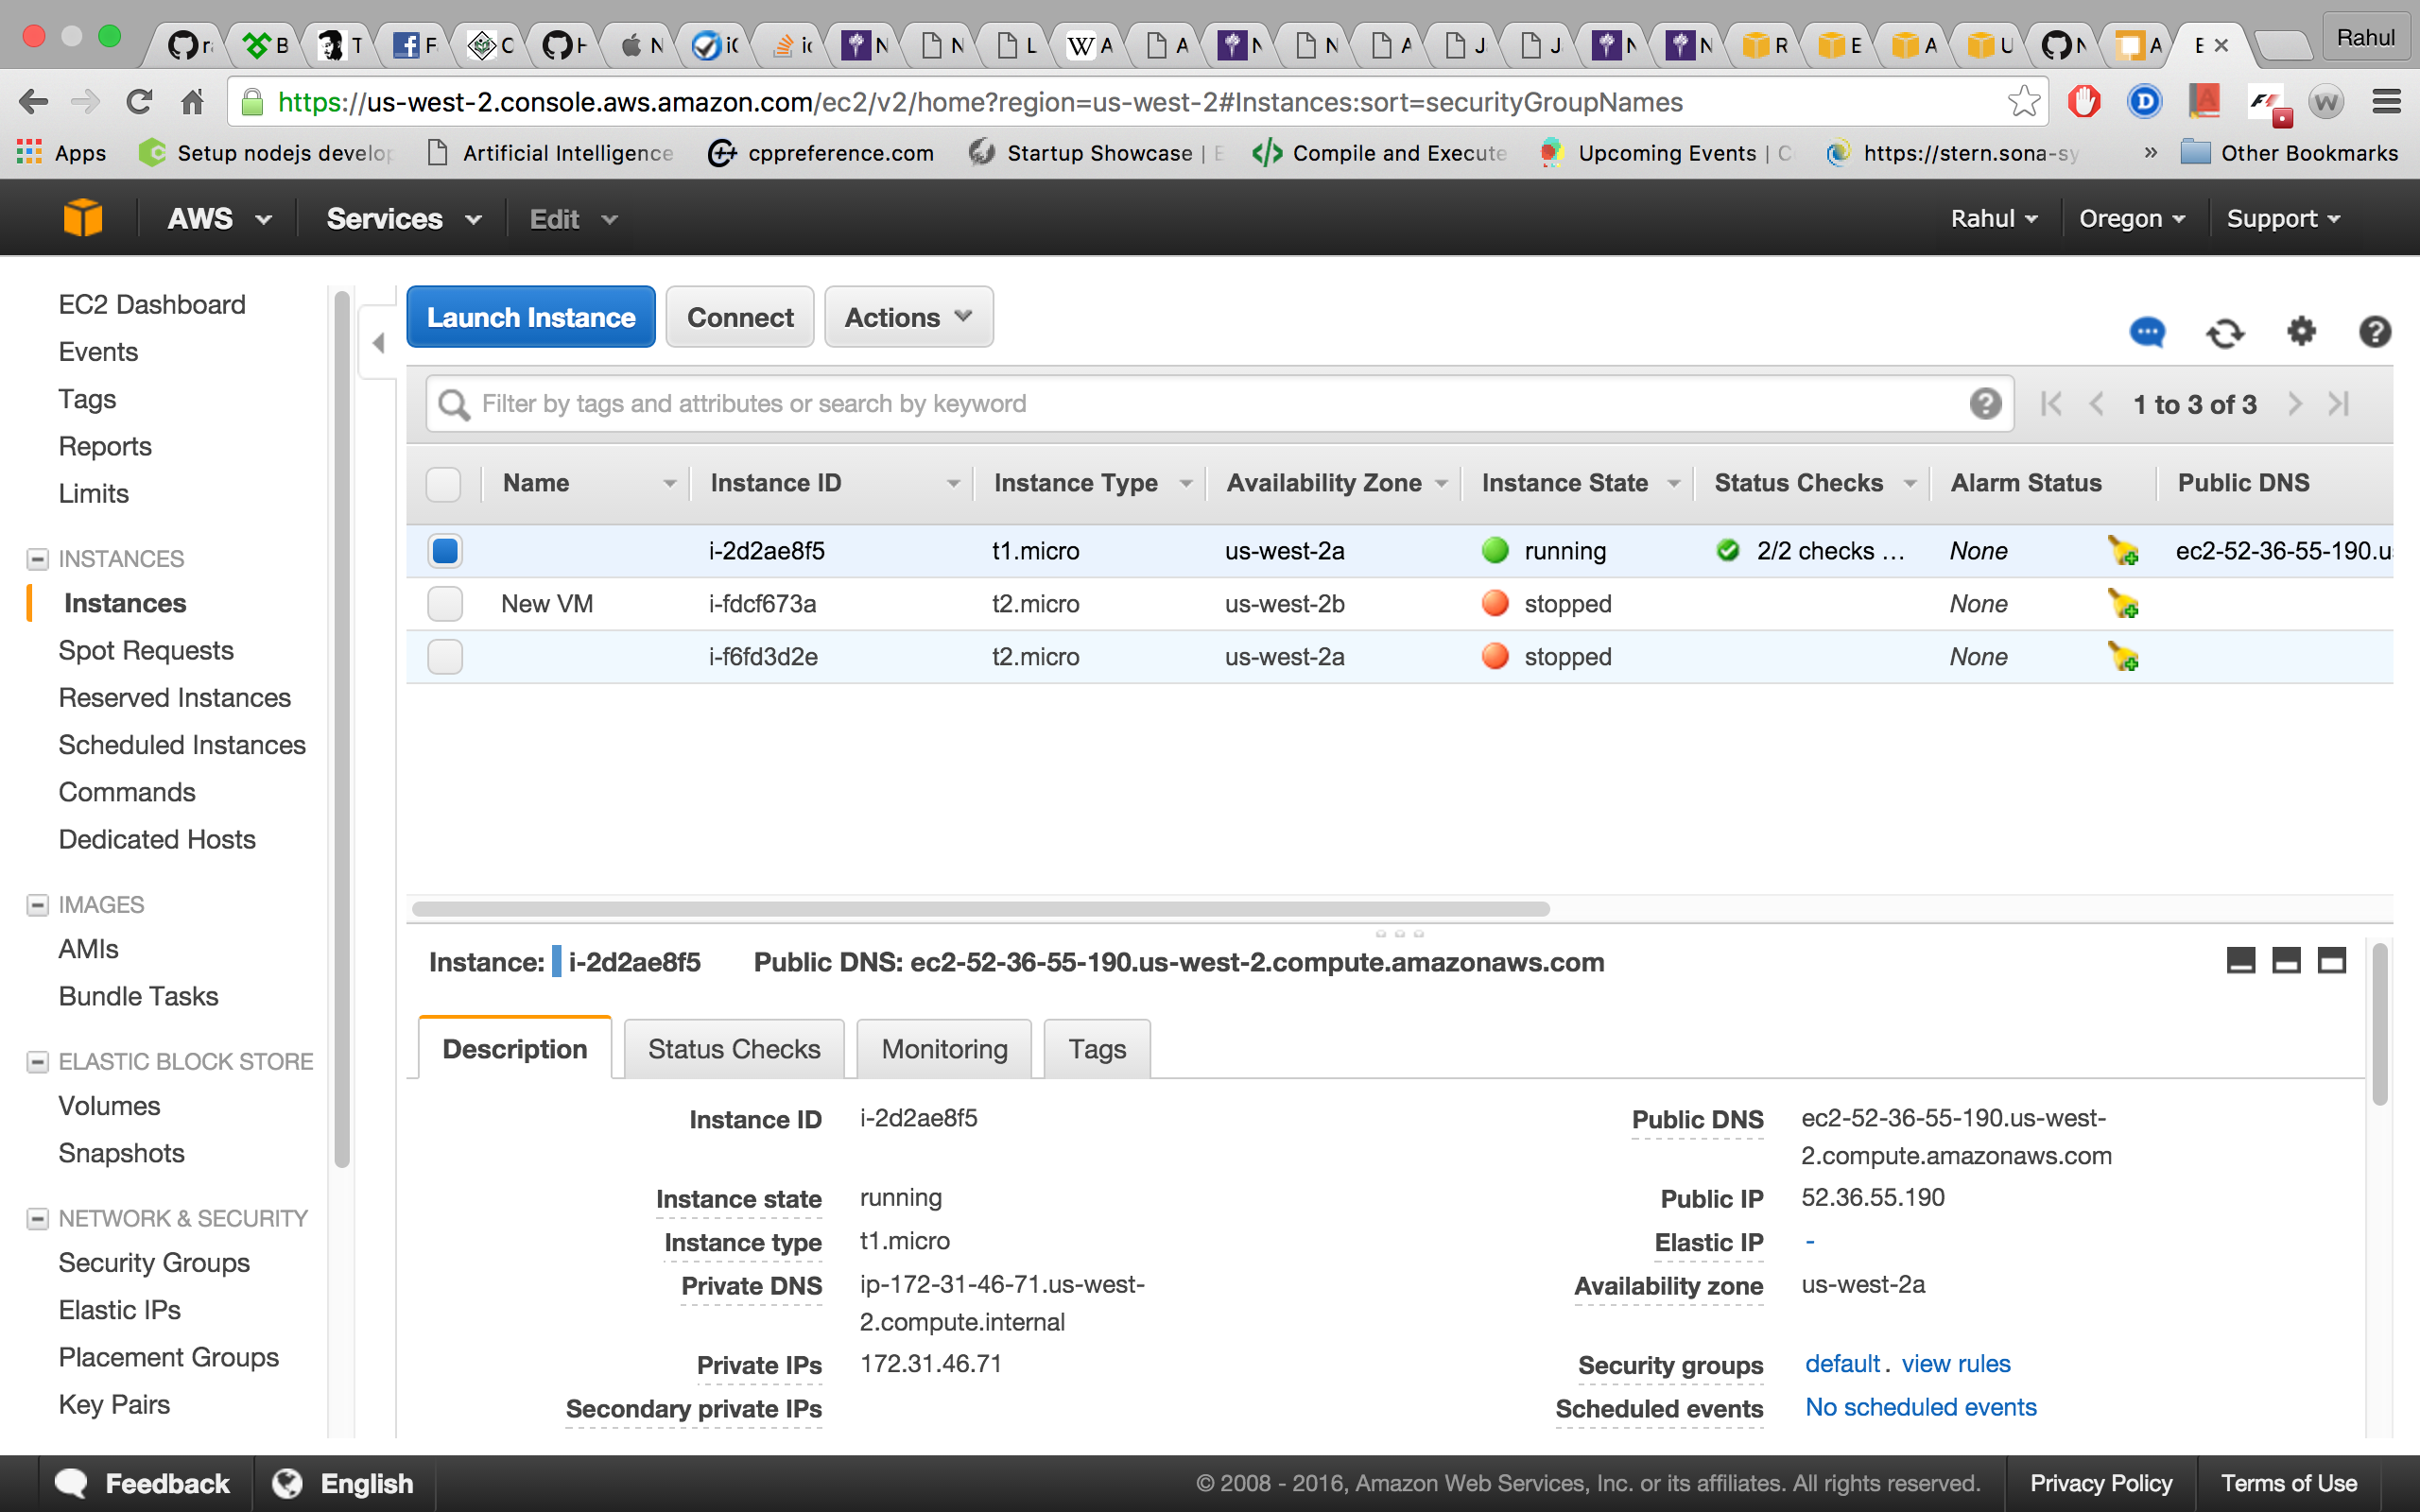 Rahul
https://us-west-2.console.aws.amazon.com/ec2/v2/home?region=us-west-2#Instances:sort=securityGroupNames
Apps Setup nodejs develop Artificial Intelligence cppreference.com Startup Showcase | E Compile and Execute Upcoming Events | C https://stern.sona-sy » Other Bookmarks
AWS Services Edit Rahul Oregon Support
EC2 Dashboard
Events
Tags
Reports
Limits
INSTANCES
Instances
Spot Requests
Reserved Instances
Scheduled Instances
Commands
Dedicated Hosts
IMAGES
AMIs
Bundle Tasks
ELASTIC BLOCK STORE
Volumes
Snapshots
NETWORK & SECURITY
Security Groups
Elastic IPs
Placement Groups
Key Pairs
Launch Instance Connect Actions
Filter by tags and attributes or search by keyword 1 to 3 of 3
Name Instance ID Instance Type Availability Zone Instance State Status Checks Alarm Status Public DNS
i-2d2ae8f5 t1.micro us-west-2a running 2/2 checks ... None ec2-52-36-55-190.u
New VM i-fdcf673a t2.micro us-west-2b stopped None
i-f6fd3d2e t2.micro us-west-2a stopped None
Instance: i-2d2ae8f5 Public DNS: ec2-52-36-55-190.us-west-2.compute.amazonaws.com
Description Status Checks Monitoring Tags
Instance ID i-2d2ae8f5
Instance state running
Instance type t1.micro
Private DNS ip-172-31-46-71.us-west-
2.compute.internal
Private IPs 172.31.46.71
Secondary private IPs
Public DNS ec2-52-36-55-190.us-west-
2.compute.amazonaws.com
Public IP 52.36.55.190
Elastic IP -
Availability zone us-west-2a
Security groups default. view rules
Scheduled events No scheduled events
Feedback English © 2008 - 2016, Amazon Web Services, Inc. or its affiliates. All rights reserved. Privacy Policy Terms of Use